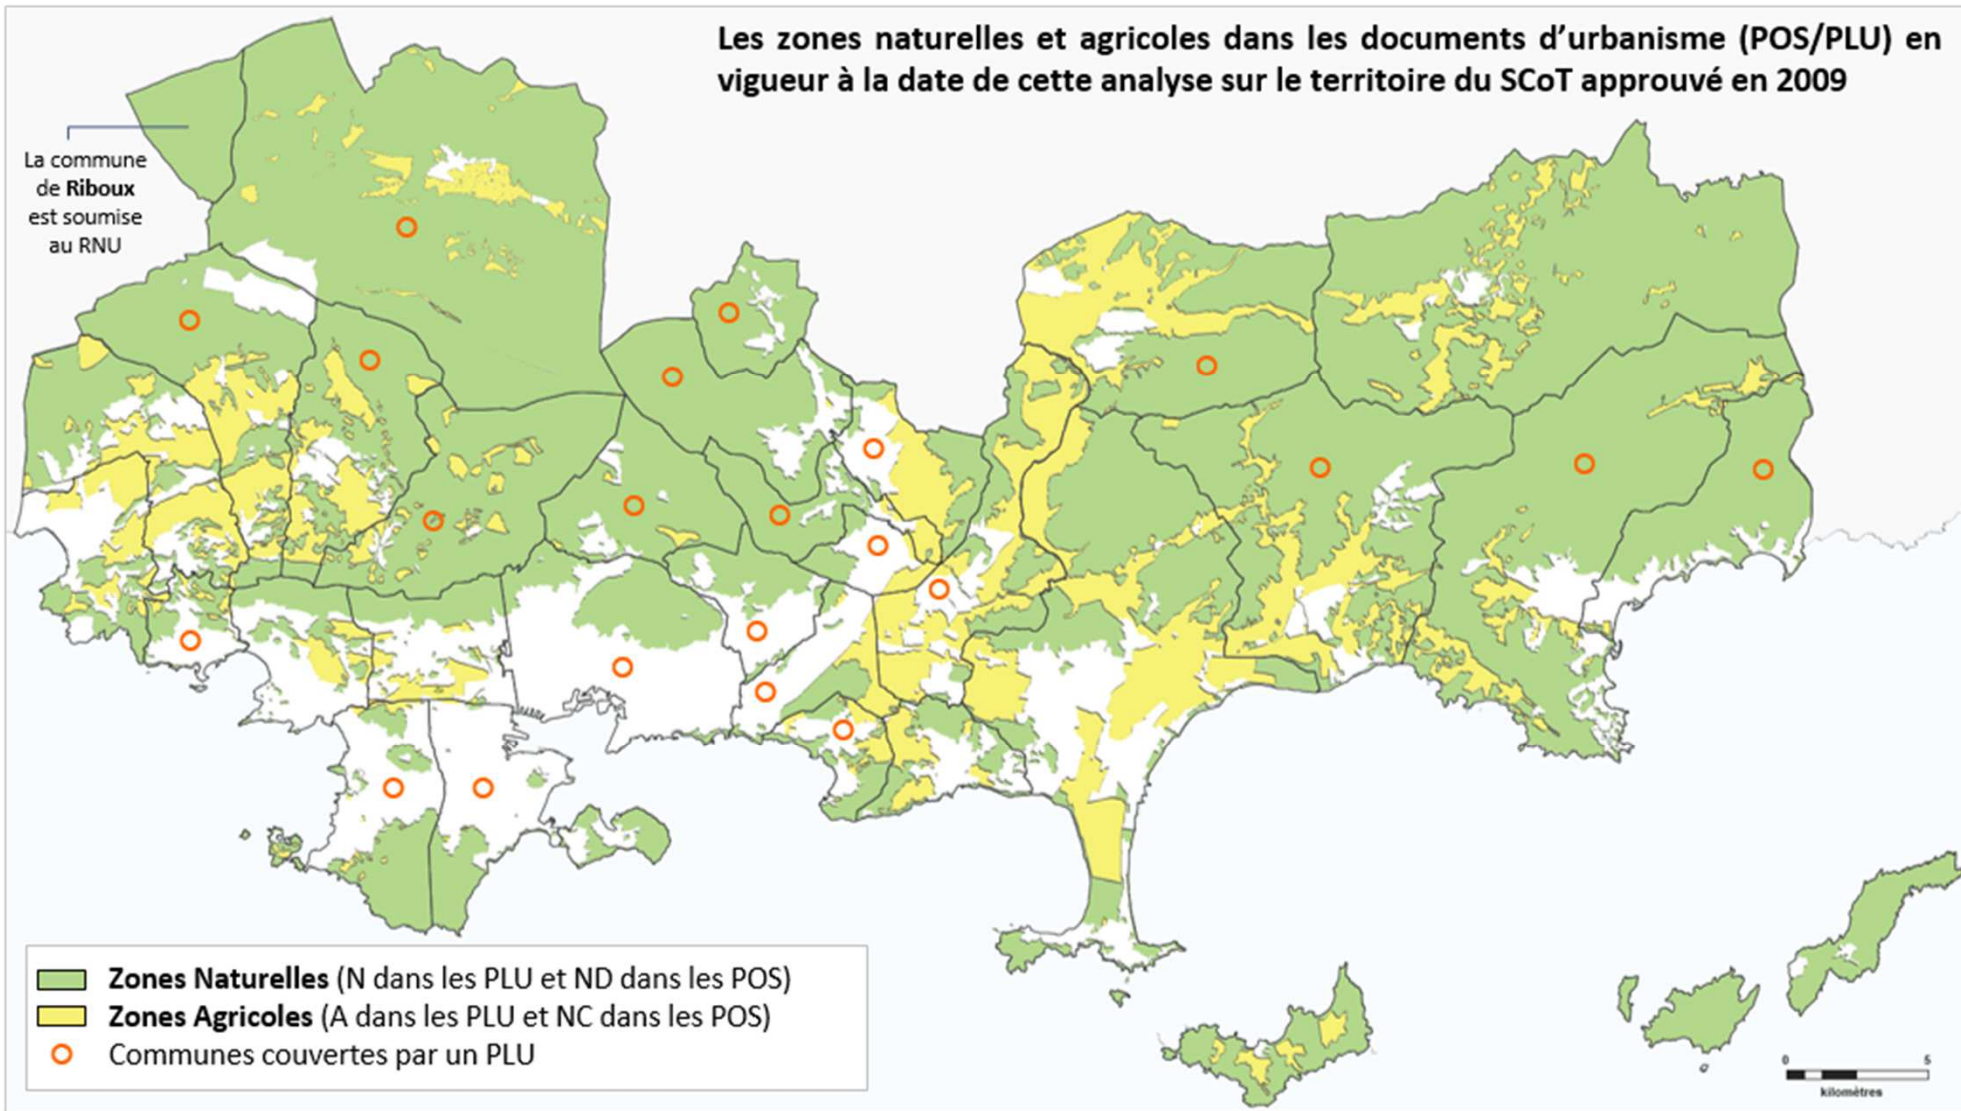 Les zones naturelles et agricoles dans les documents d’urbanisme (POS/PLU) en
vigueur à la date de cette analyse sur le territoire du SCoT approuvé en 2009
La commune
de Riboux
est soumise
au RNU
Zones Naturelles (N dans les PLU et ND dans les POS)
Zones Agricoles (A dans les PLU et NC dans les POS)
Communes couvertes par un PLU
0 5
kilomètres